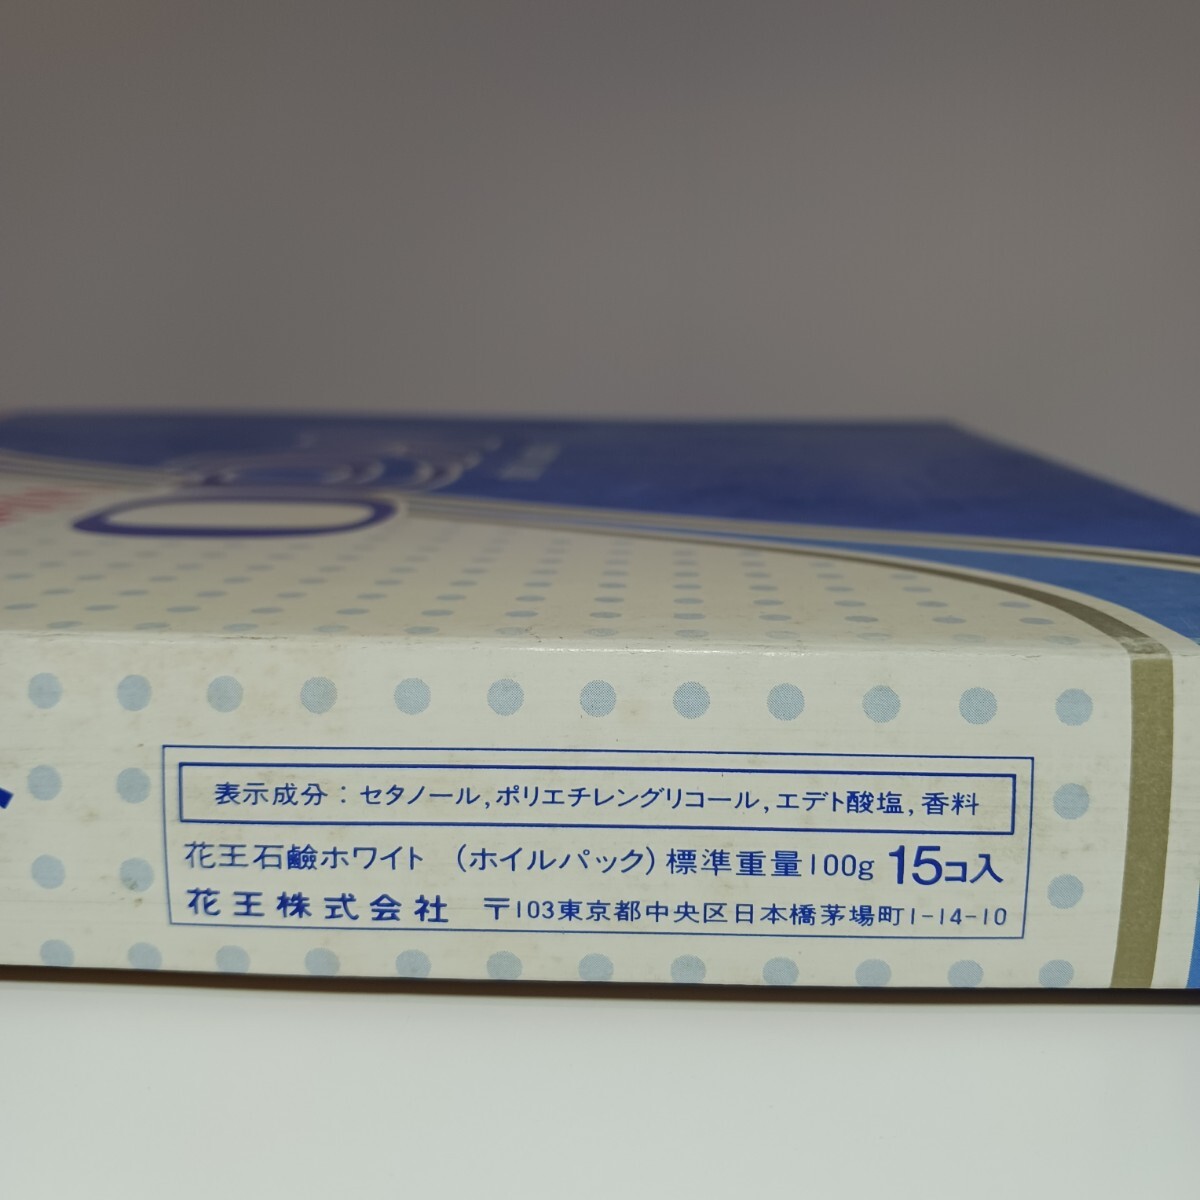 表示成分：セタノール,ポリエチレングリコール,エデト酸塩,香料
花王石鹼ホワイト （ホイルパック）標準重量100g 15コ入
花王株式会社 〒103東京都中央区日本橋茅場町1-14-10